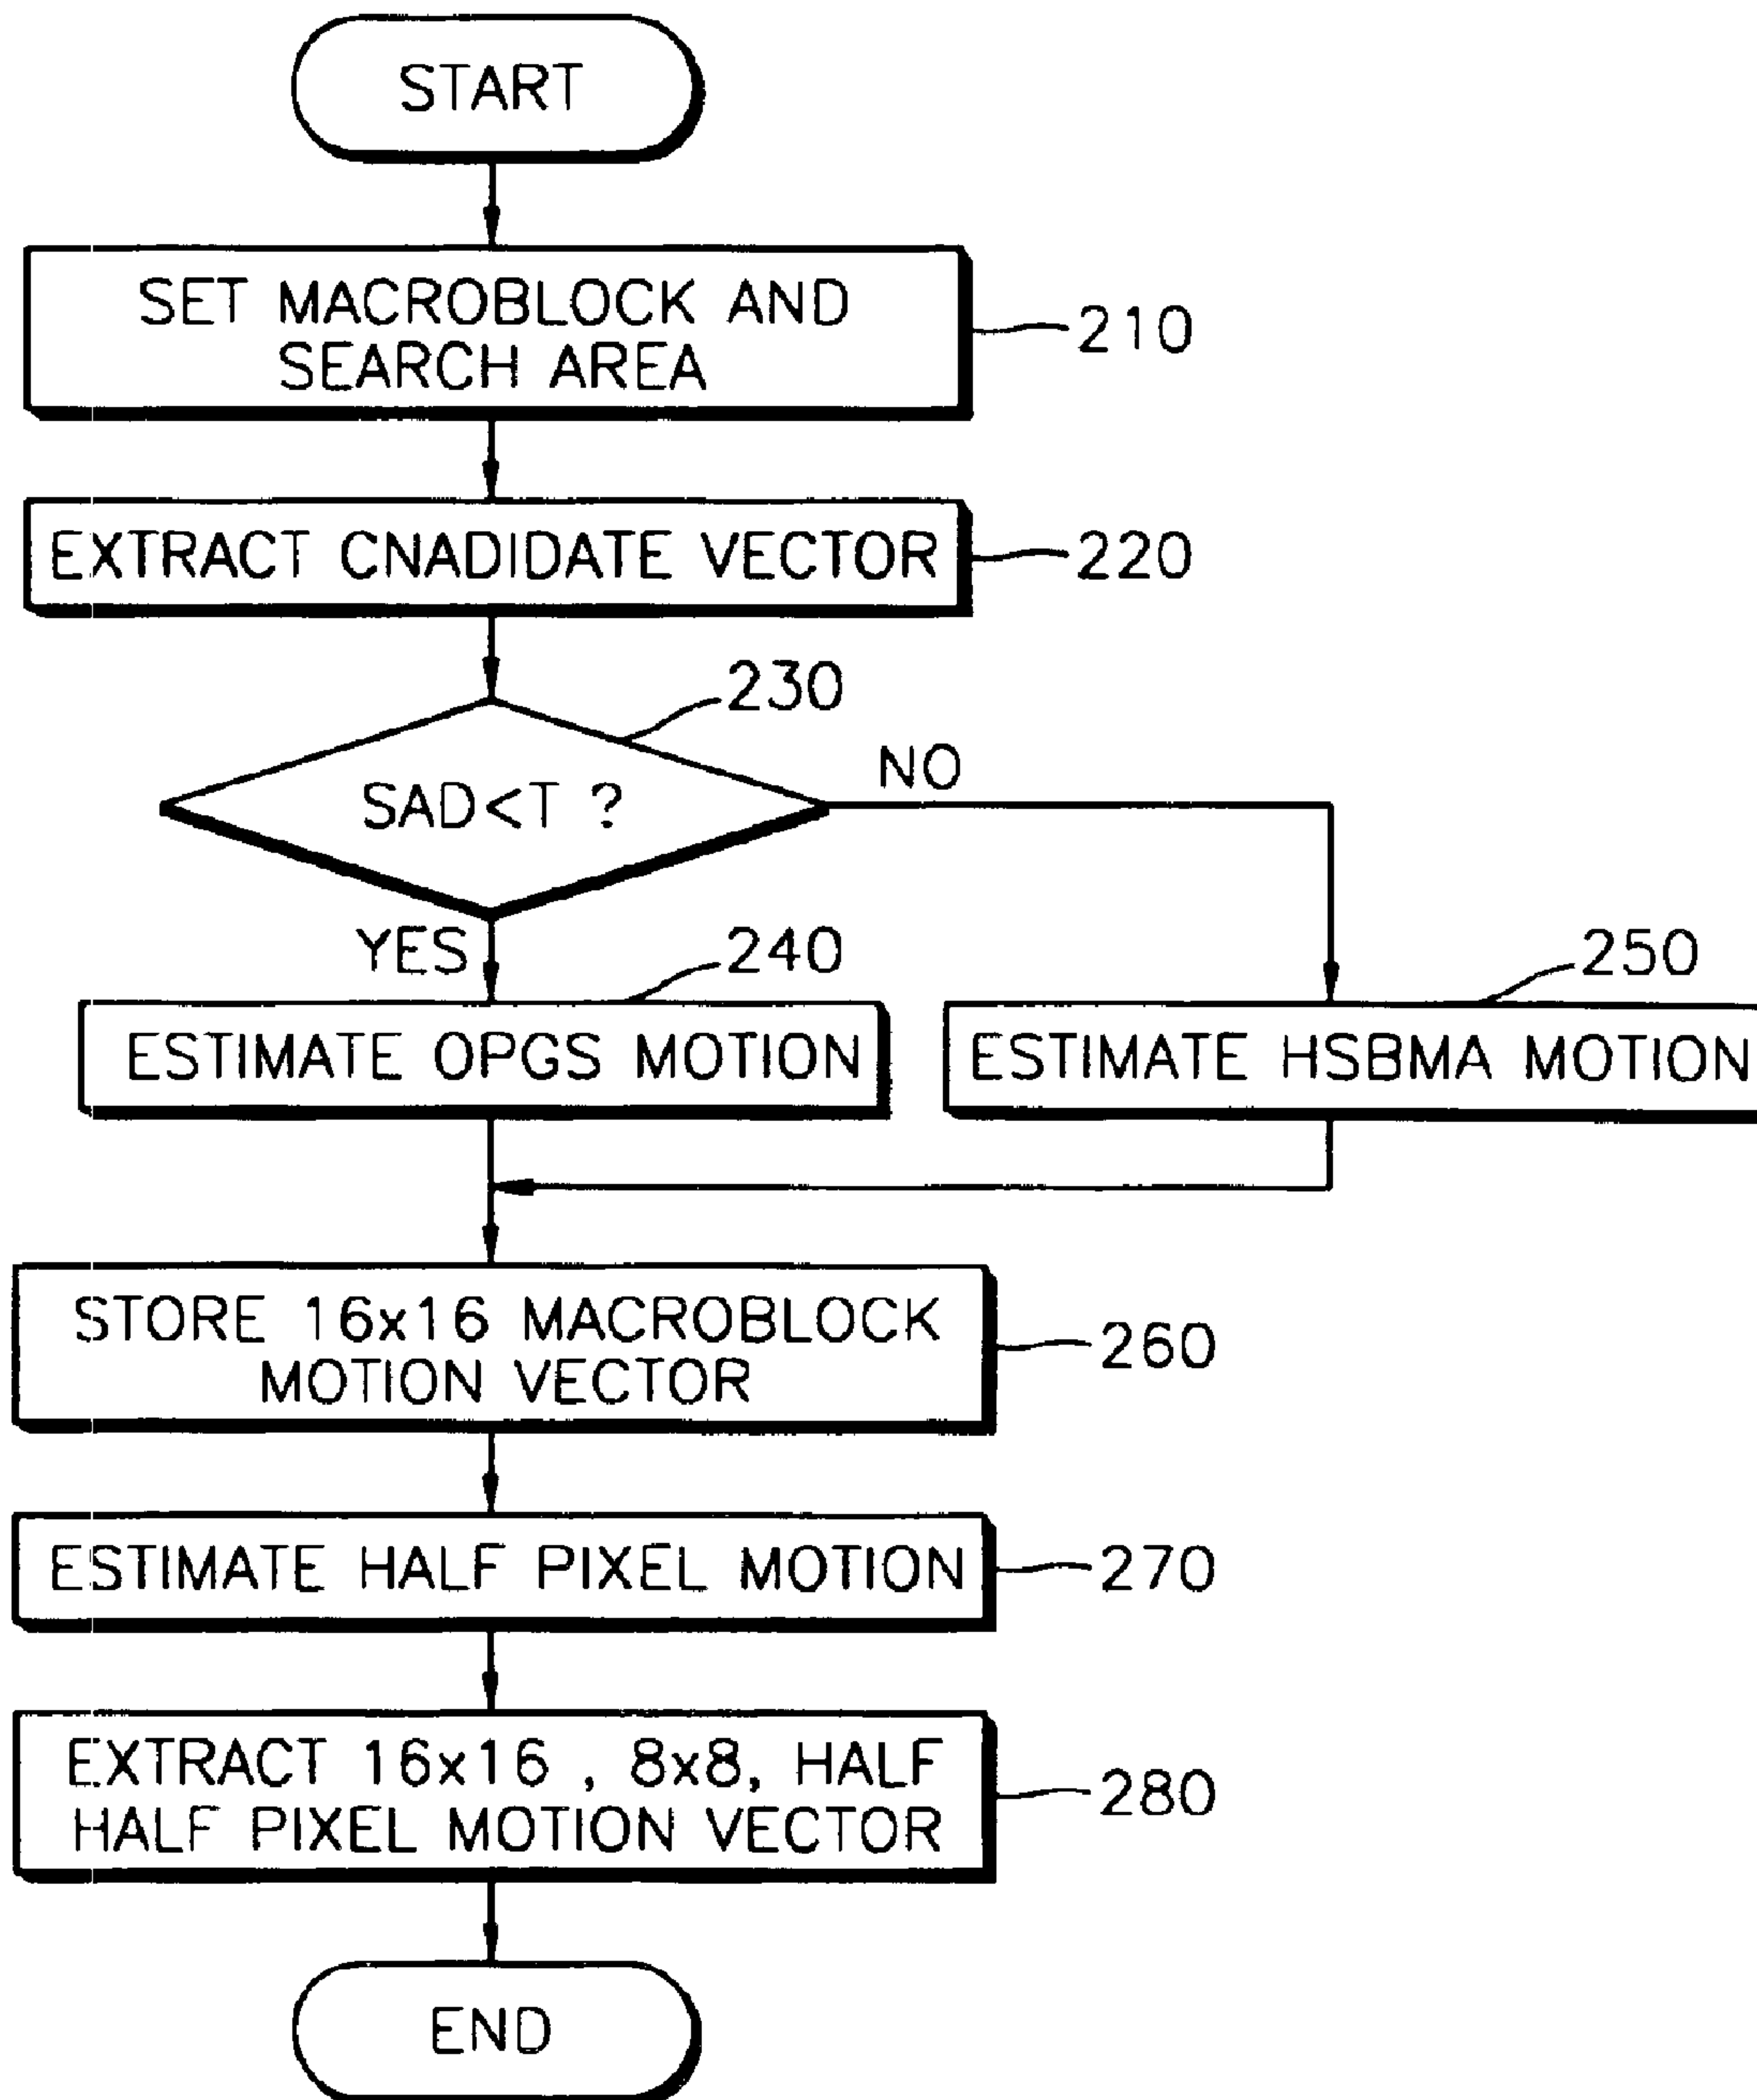 START
SET MACROBLOCK AND
SEARCH AREA
210
EXTRACT CNADIDATE VECTOR
220
230
SAD<T ?
NO
YES
240
250
ESTIMATE OPGS MOTION
ESTIMATE HSBMA MOTION
STORE 16x16 MACROBLOCK
MOTION VECTOR
260
ESTIMATE HALF PIXEL MOTION
270
EXTRACT 16x16 , 8x8, HALF
HALF PIXEL MOTION VECTOR
280
END